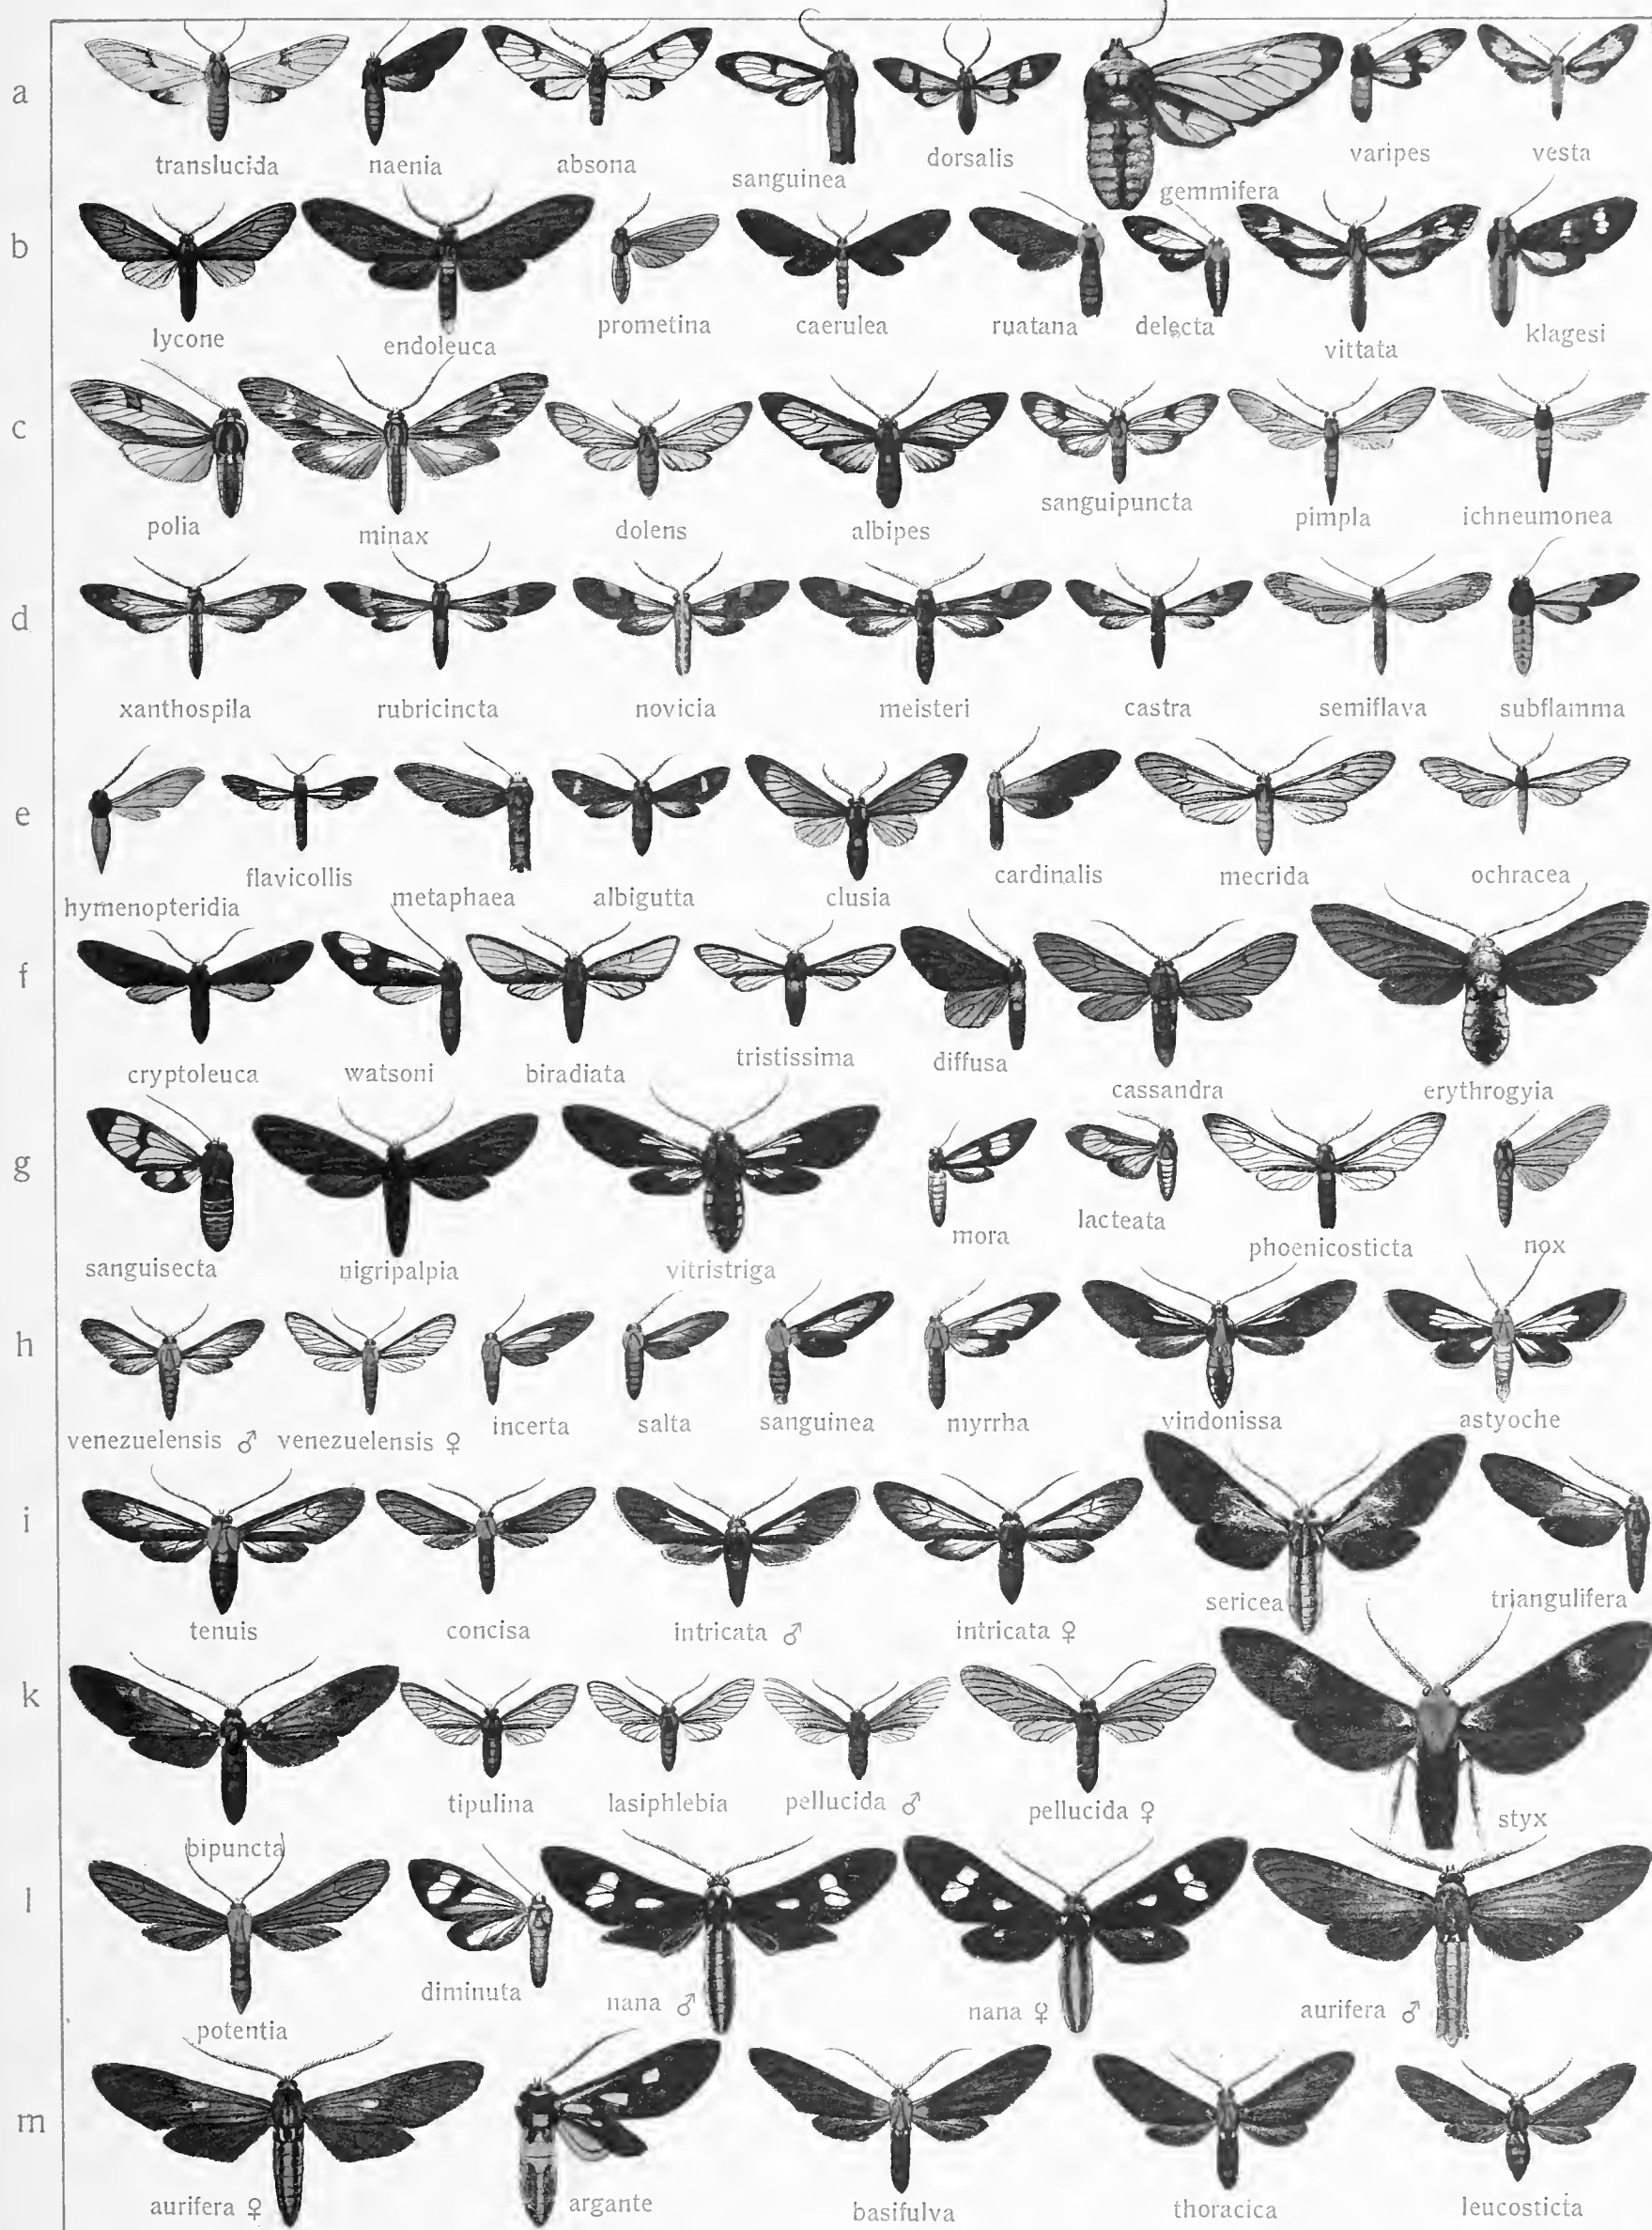 a
translucida naenia absona sanguinea dorsalis gemmifera varipes vesta
b
lycone endoleuca prometina caerulea ruatana delecta vittata klagesi
c
polia minax dolens albipes sanguipuncta pimpla ichneumonea
d
xanthospila rubricincta novicia meisteri castra semiflava subflamma
e
hymenopteridia flavicollis metaphaea albigutta clusia cardinalis mecrida ochracea
f
cryptoleuca watsoni biradiata tristissima diffusa cassandra erythrogyia
g
sanguisecta nigripalpia vitristriga mora lacteata phoenicosticta nox
h
venezuelensis ♂ venezuelensis ♀ incerta salta sanguinea myrrha vindonissa astyoche
i
tenuis concisa intricata ♂ intricata ♀ sericea triangulifera
k
bipuncta tipulina lasiphlebia pellucida ♂ pellucida ♀ styx
l
potentia diminuta nana ♂ nana ♀ aurifera ♂
m
aurifera ♀ argante basifulva thoracica leucosticta